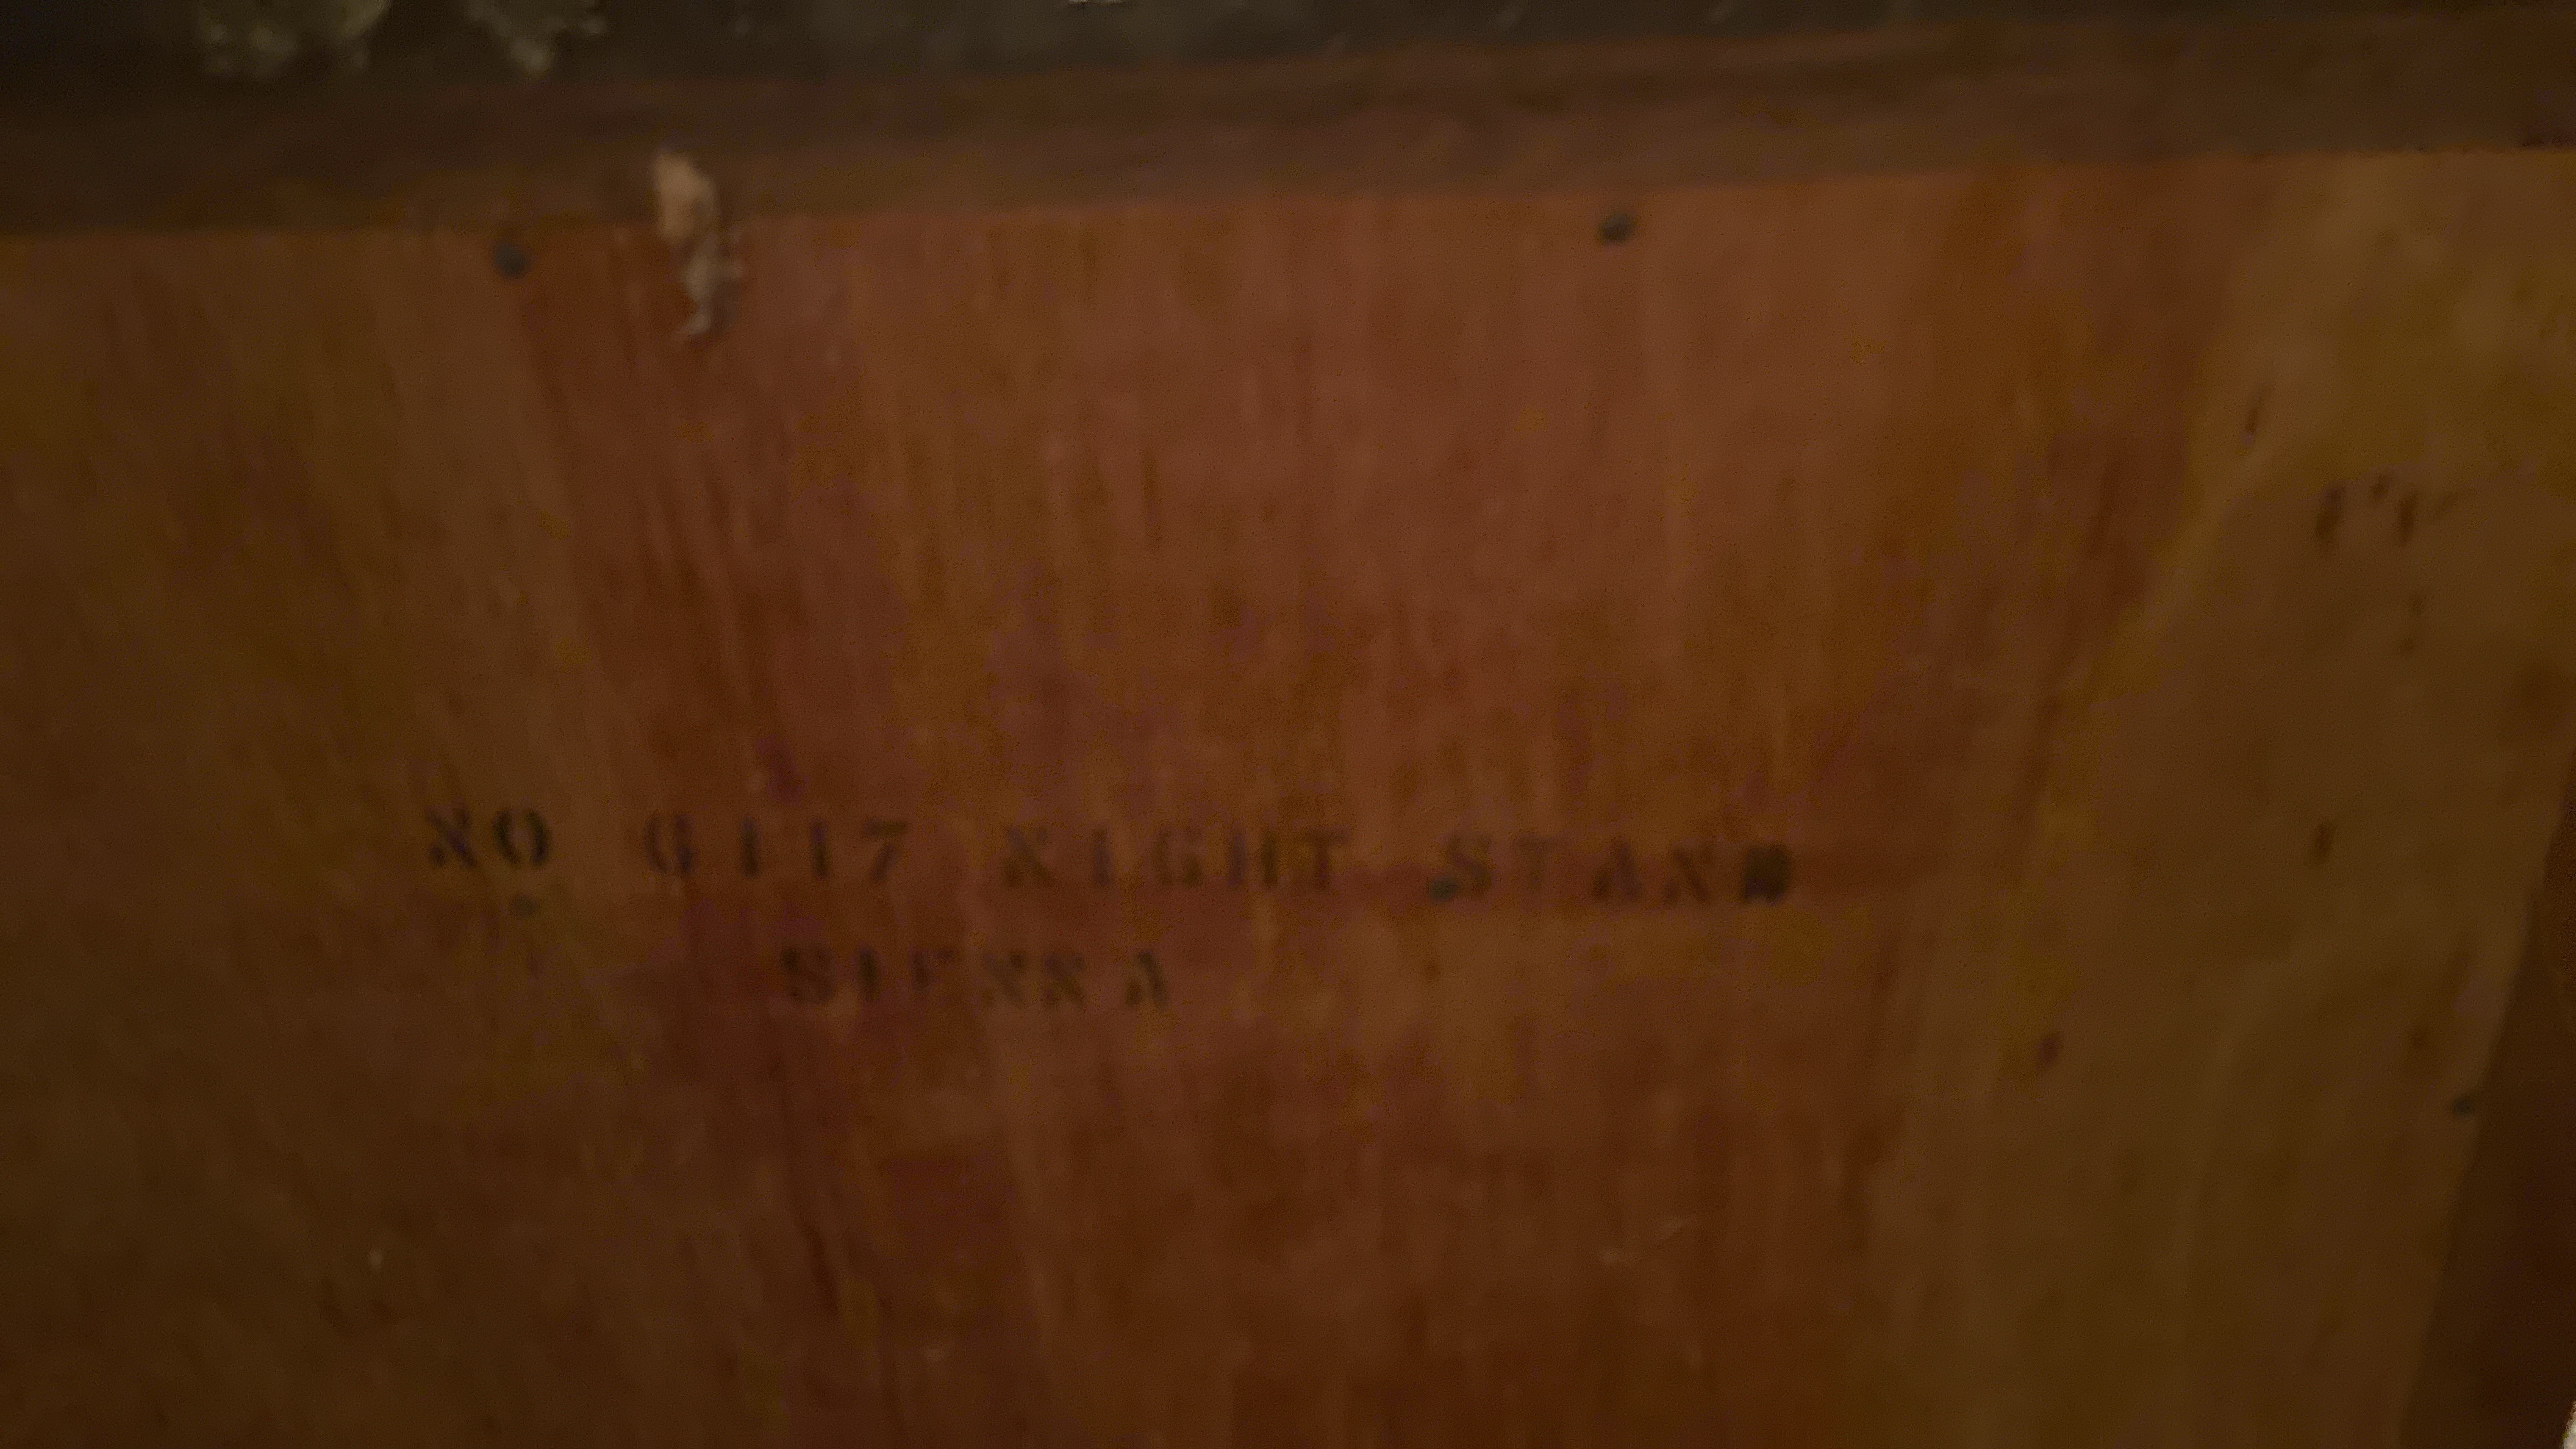 NO 6117 NIGHT STAND
SIENNA